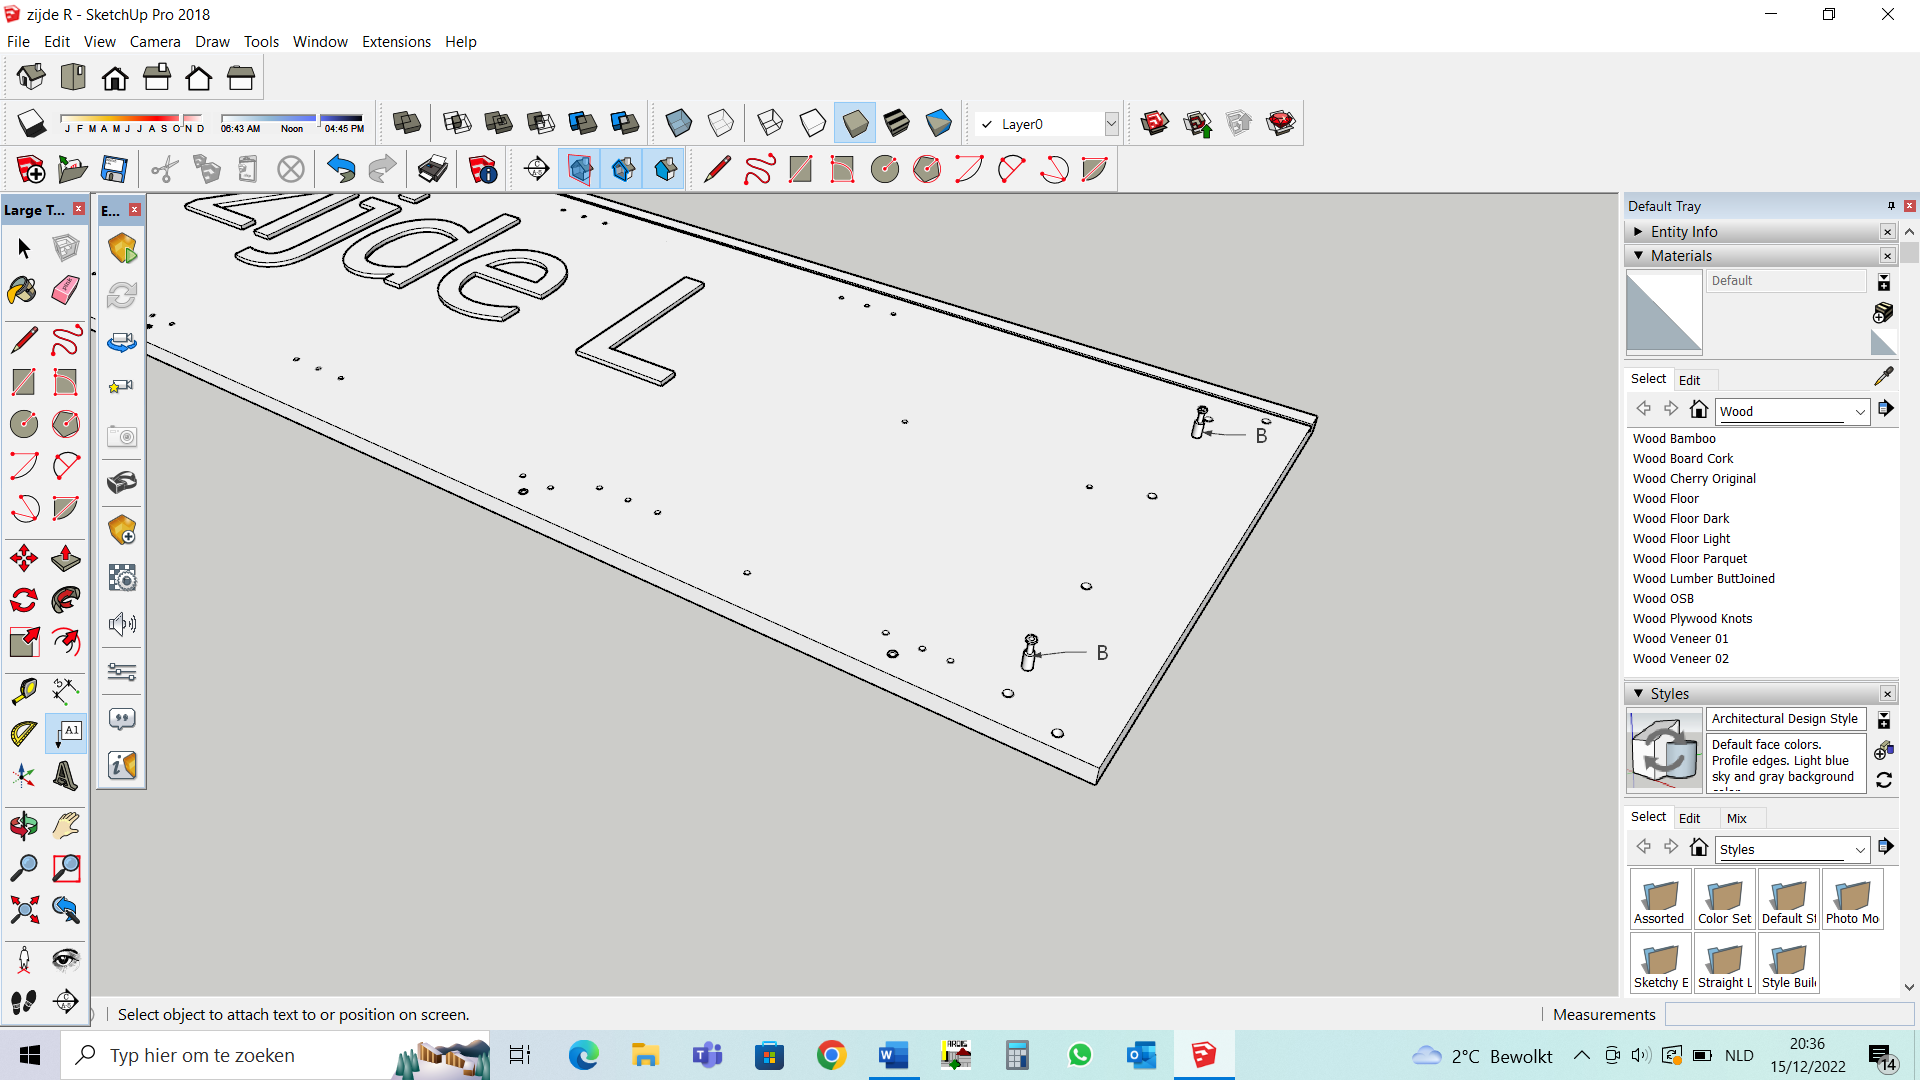 zijde R - SketchUp Pro 2018
File Edit View Camera Draw Tools Window Extensions Help
J F M A M J J A S O N D
06:43 AM Noon 04:45 PM
Layer0
Large T...
E...
Default Tray
Entity Info
Materials
Default
Select Edit
Wood
Wood Bamboo
Wood Board Cork
Wood Cherry Original
Wood Floor
Wood Floor Dark
Wood Floor Light
Wood Floor Parquet
Wood Lumber ButtJoined
Wood OSB
Wood Plywood Knots
Wood Veneer 01
Wood Veneer 02
Styles
Architectural Design Style
Default face colors.
Profile edges. Light blue
sky and gray background
Select Edit Mix
Styles
Assorted
Color Set
Default St
Photo Mo
Sketchy E
Straight L
Style Buil
zijde L
B
B
A1
Select object to attach text to or position on screen.
Measurements
Typ hier om te zoeken
2°C Bewolkt
NLD
20:36
15/12/2022
14